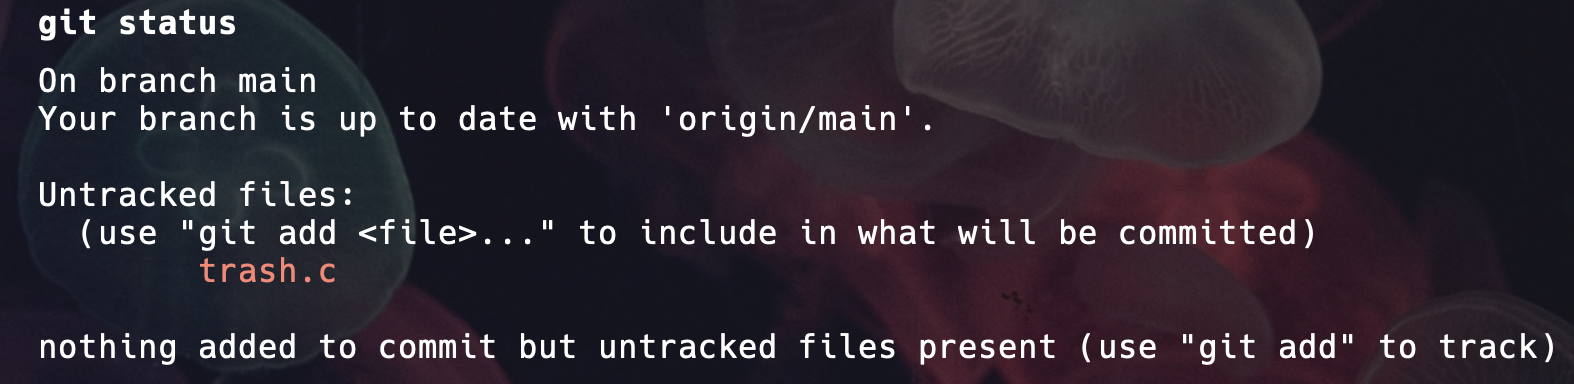 git status
On branch main
Your branch is up to date with 'origin/main'.
Untracked files:
(use "git add <file>..." to include in what will be committed)
trash.c
nothing added to commit but untracked files present (use "git add" to track)